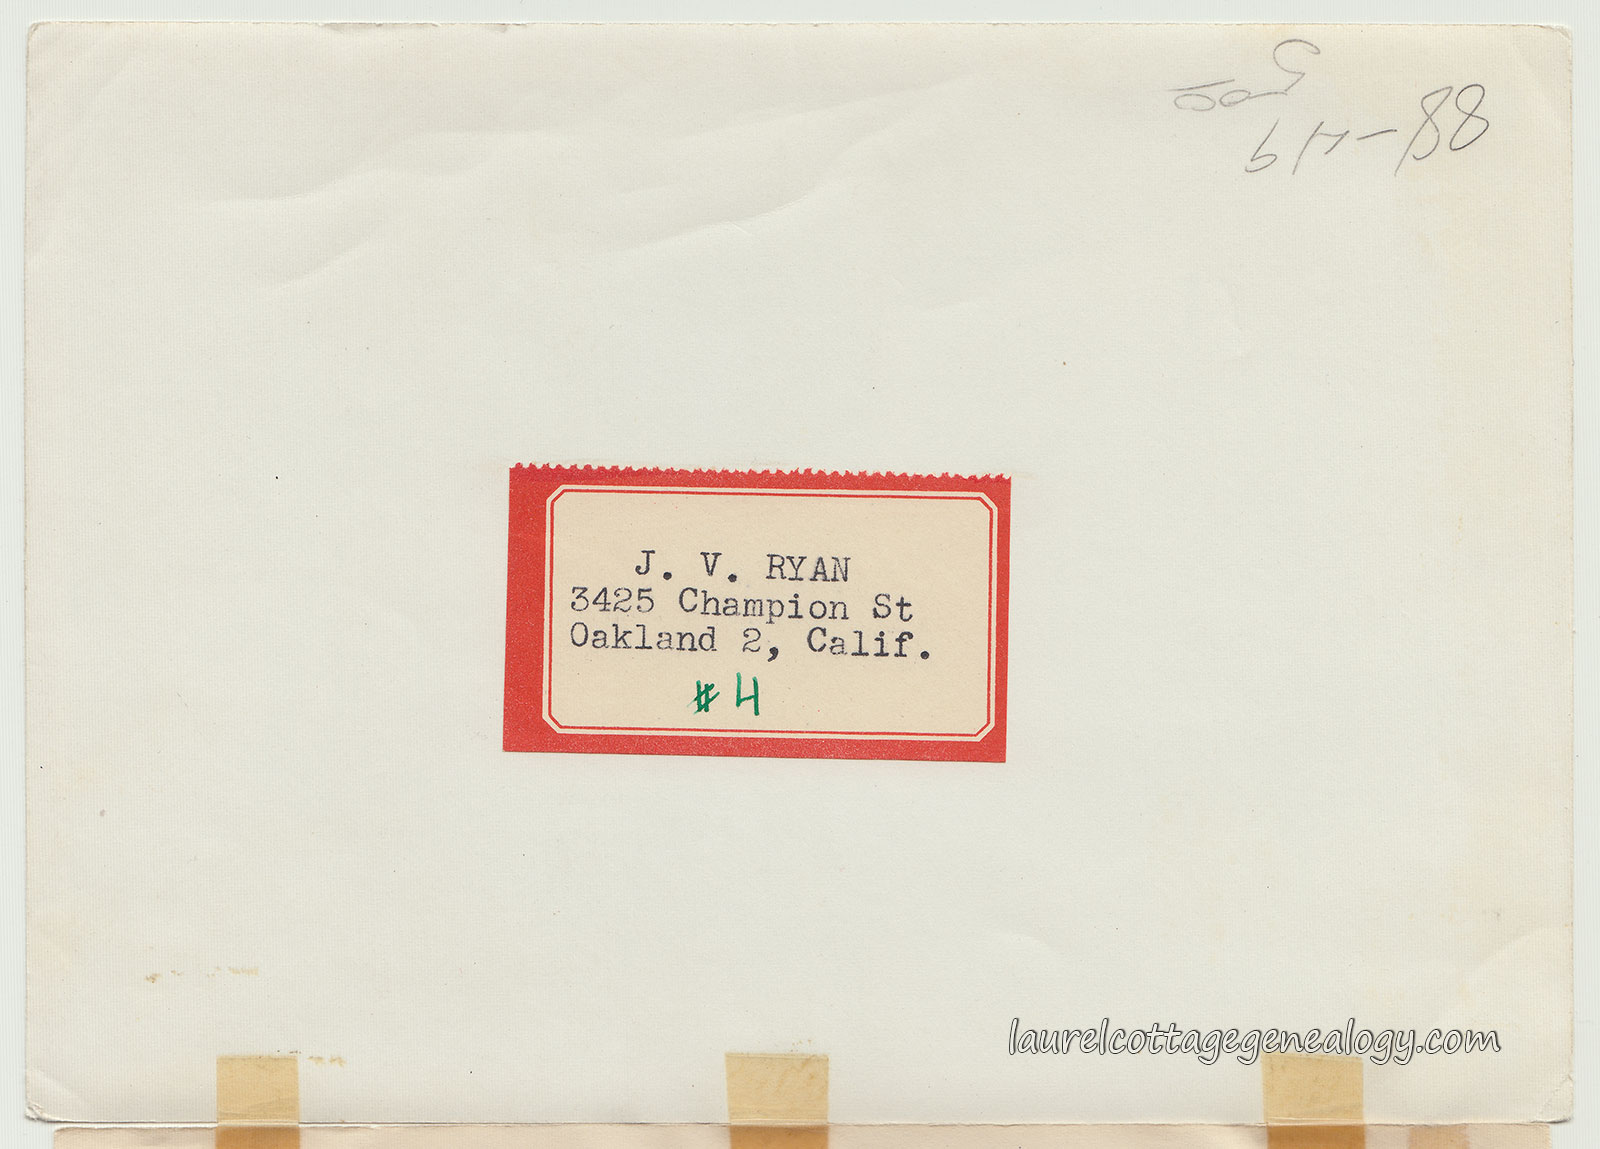 J. V. RYAN
3425 Champion St
Oakland 2, Calif.
#4
laurelcottagegenealogy.com